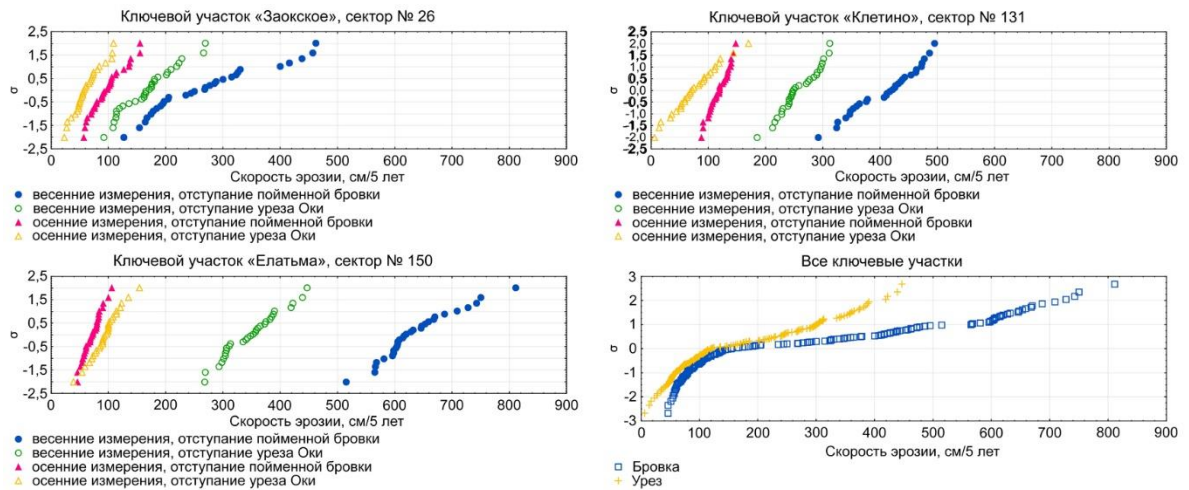 Ключевой участок «Заокское», сектор № 26
2,5
1,5
0,5
-0,5
-1,5
-2,5
σ
0 100 200 300 400 500 600 700 800 900
Скорость эрозии, см/5 лет
весенние измерения, отступание пойменной бровки
весенние измерения, отступание уреза Оки
осенние измерения, отступание пойменной бровки
осенние измерения, отступание уреза Оки
Ключевой участок «Клетино», сектор № 131
2,5
2,0
1,5
1,0
0,5
0,0
-0,5
-1,0
-1,5
-2,0
2,5
σ
0 100 200 300 400 500 600 700 800 900
Скорость эрозии, см/5 лет
весенние измерения, отступание пойменной бровки
весенние измерения, отступание уреза Оки
осенние измерения, отступание пойменной бровки
осенние измерения, отступание уреза Оки
Ключевой участок «Елатьма», сектор № 150
2,5
1,5
0,5
-0,5
-1,5
-2,5
σ
0 100 200 300 400 500 600 700 800 900
Скорость эрозии, см/5 лет
весенние измерения, отступание пойменной бровки
весенние измерения, отступание уреза Оки
осенние измерения, отступание пойменной бровки
осенние измерения, отступание уреза Оки
Все ключевые участки
3
2
1
0
-1
-2
-3
σ
0 100 200 300 400 500 600 700 800 900
Скорость эрозии, см/5 лет
Бровка
Урез